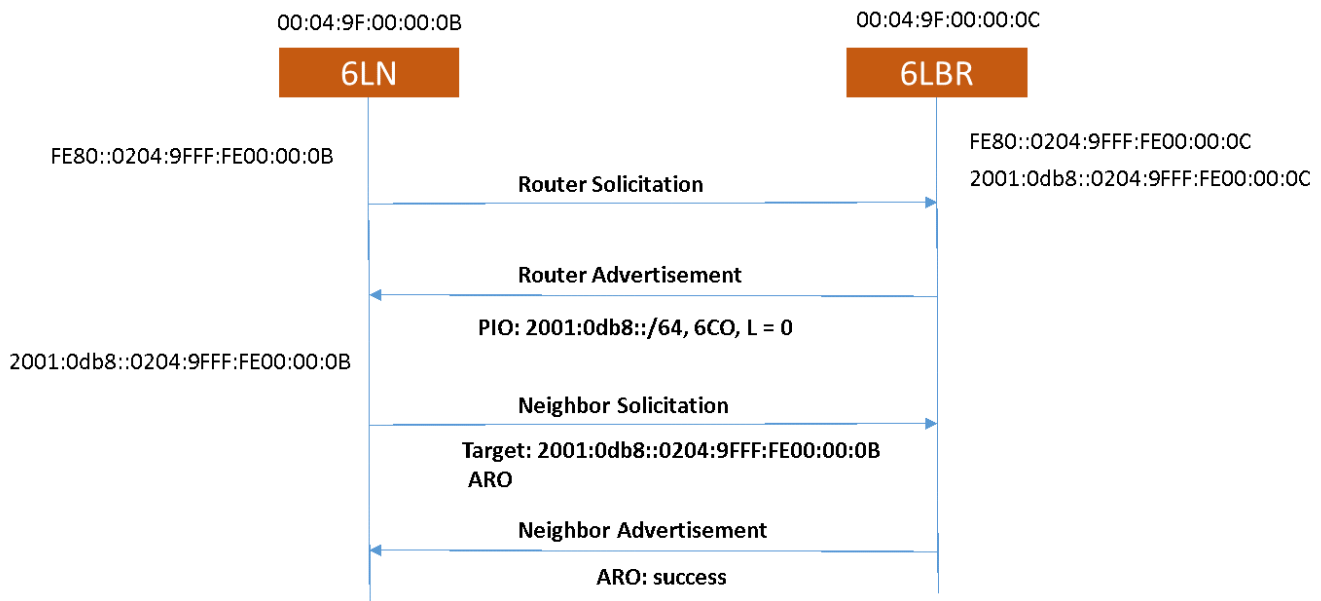 00:04:9F:00:00:0B
00:04:9F:00:00:0C
6LN
6LBR
FE80::0204:9FFF:FE00:00:0B
FE80::0204:9FFF:FE00:00:0C
2001:0db8::0204:9FFF:FE00:00:0C
Router Solicitation
Router Advertisement
PIO: 2001:0db8::/64, 6CO, L = 0
2001:0db8::0204:9FFF:FE00:00:0B
Neighbor Solicitation
Target: 2001:0db8::0204:9FFF:FE00:00:0B
ARO
Neighbor Advertisement
ARO: success